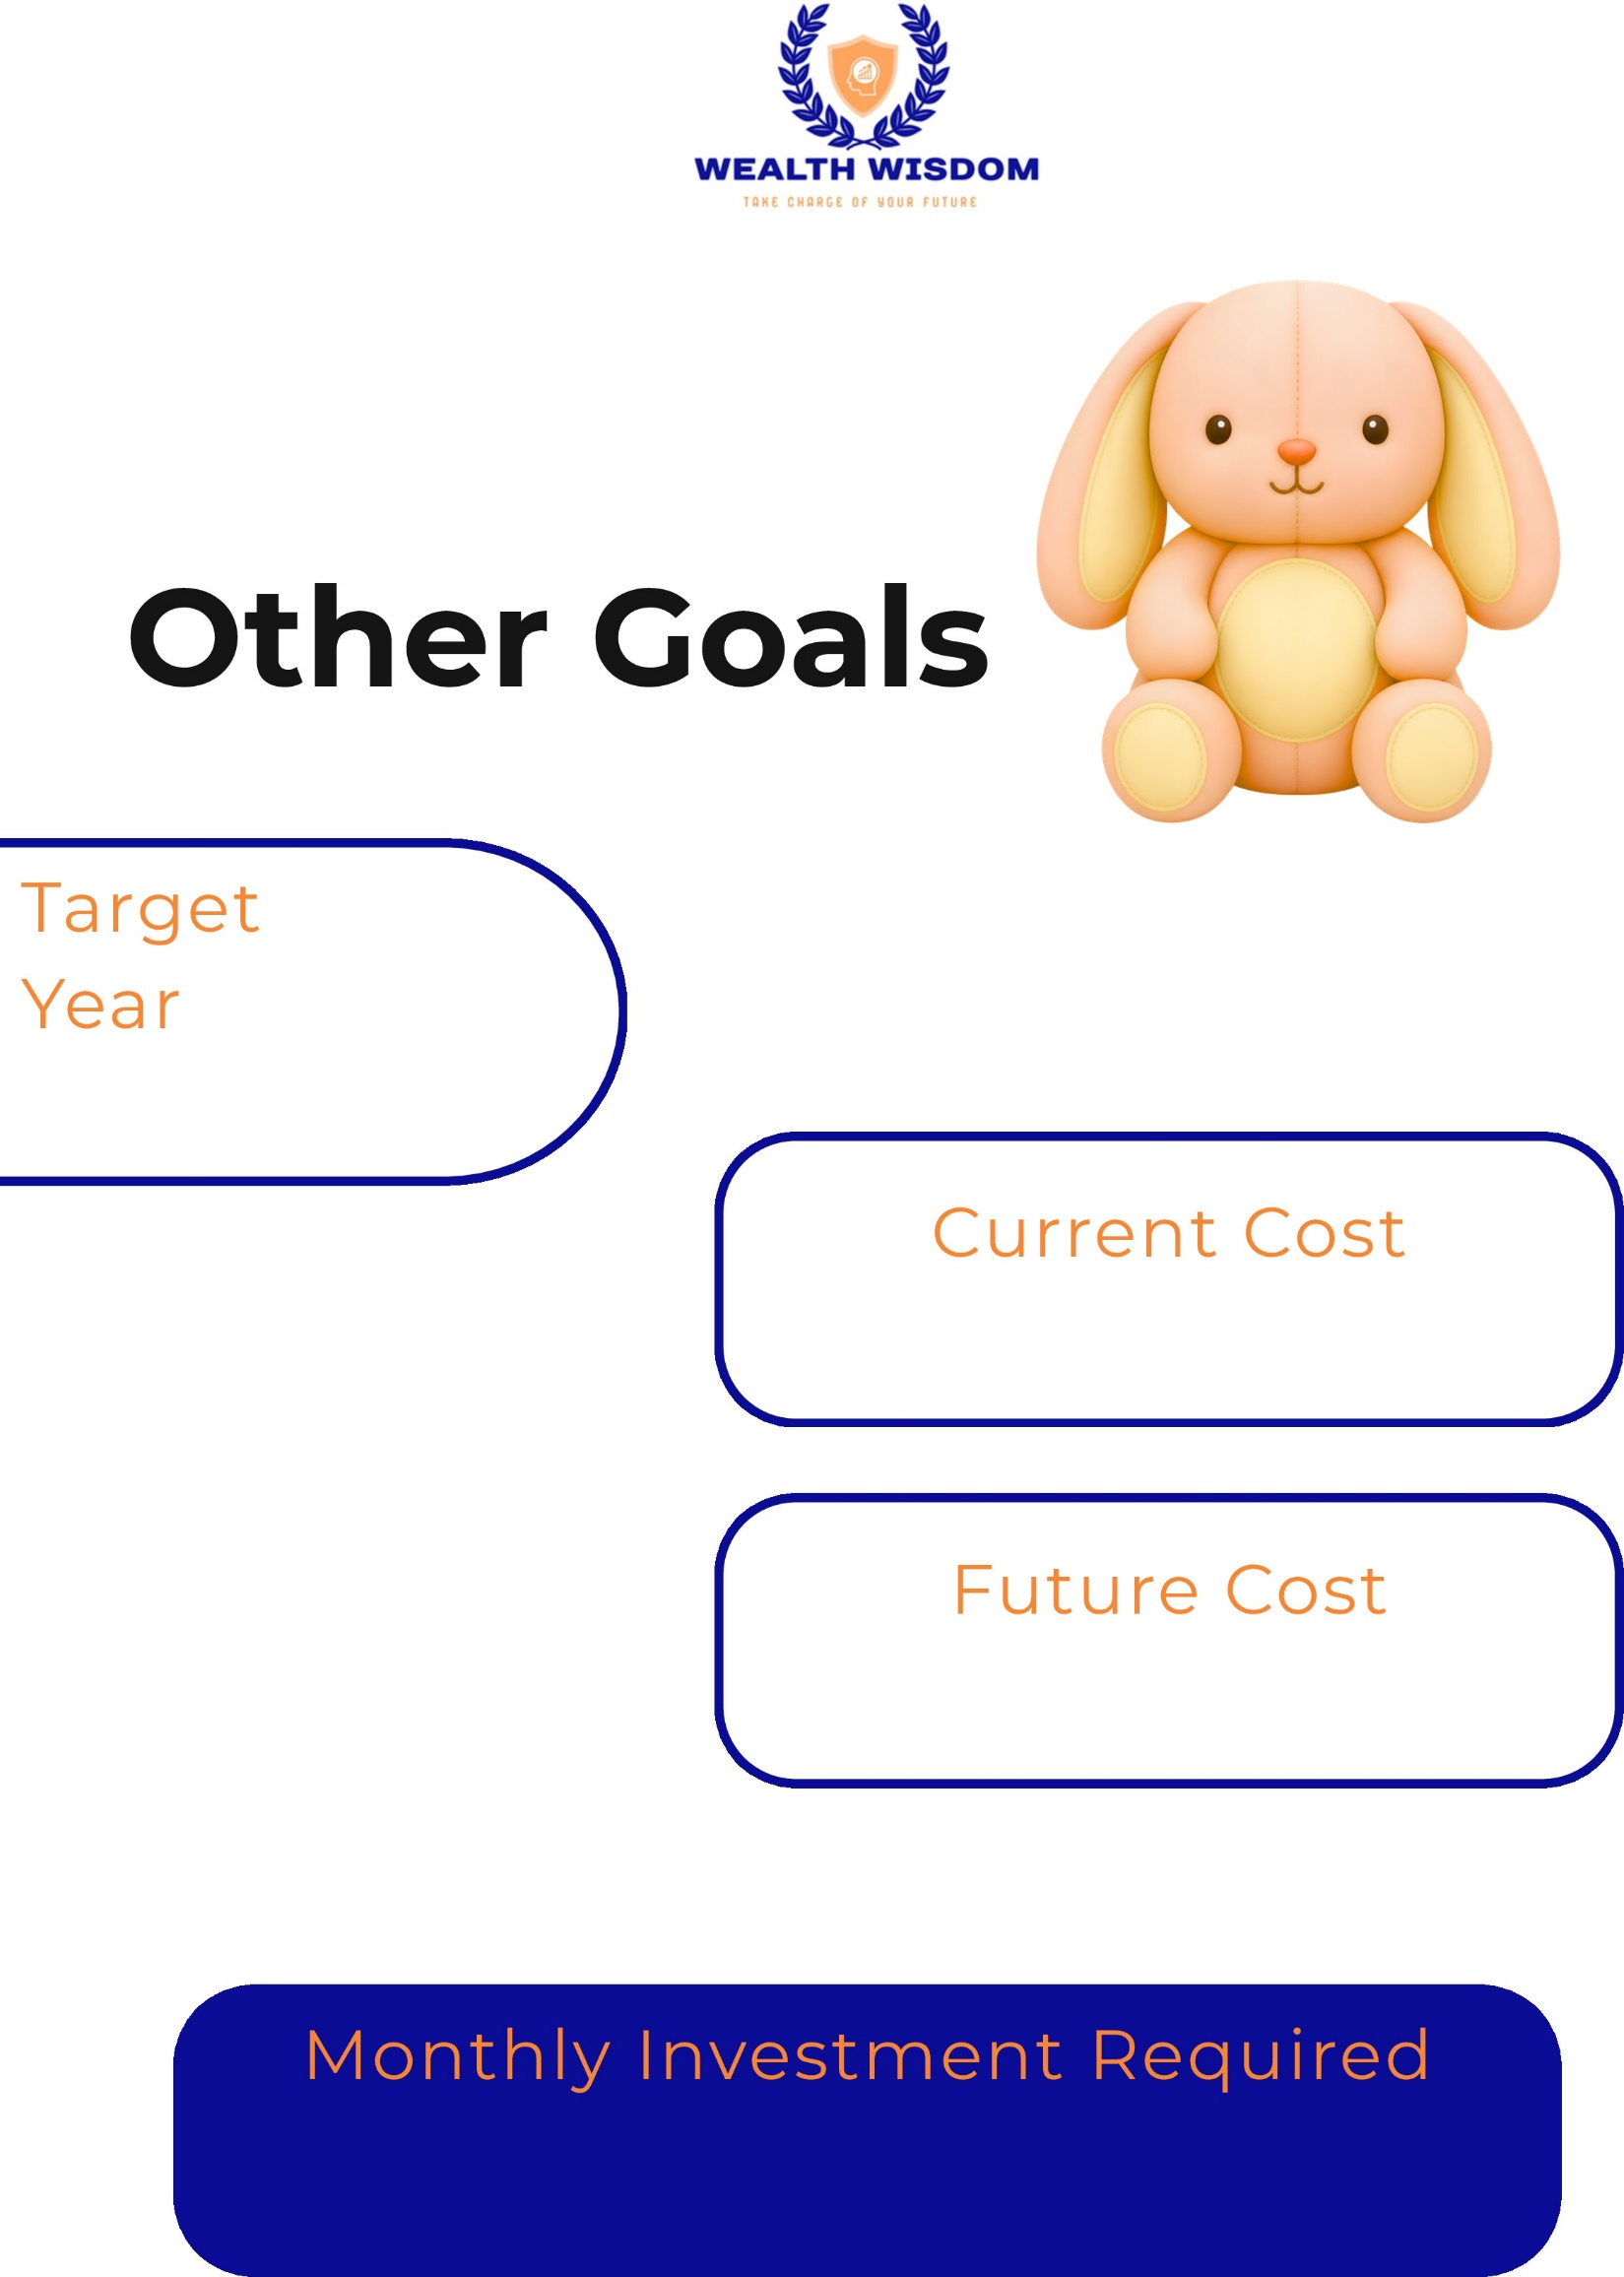 WEALTH WISDOM
TAKE CHARGE OF YOUR FUTURE
Other Goals
Target
Year
Current Cost
Future Cost
Monthly Investment Required